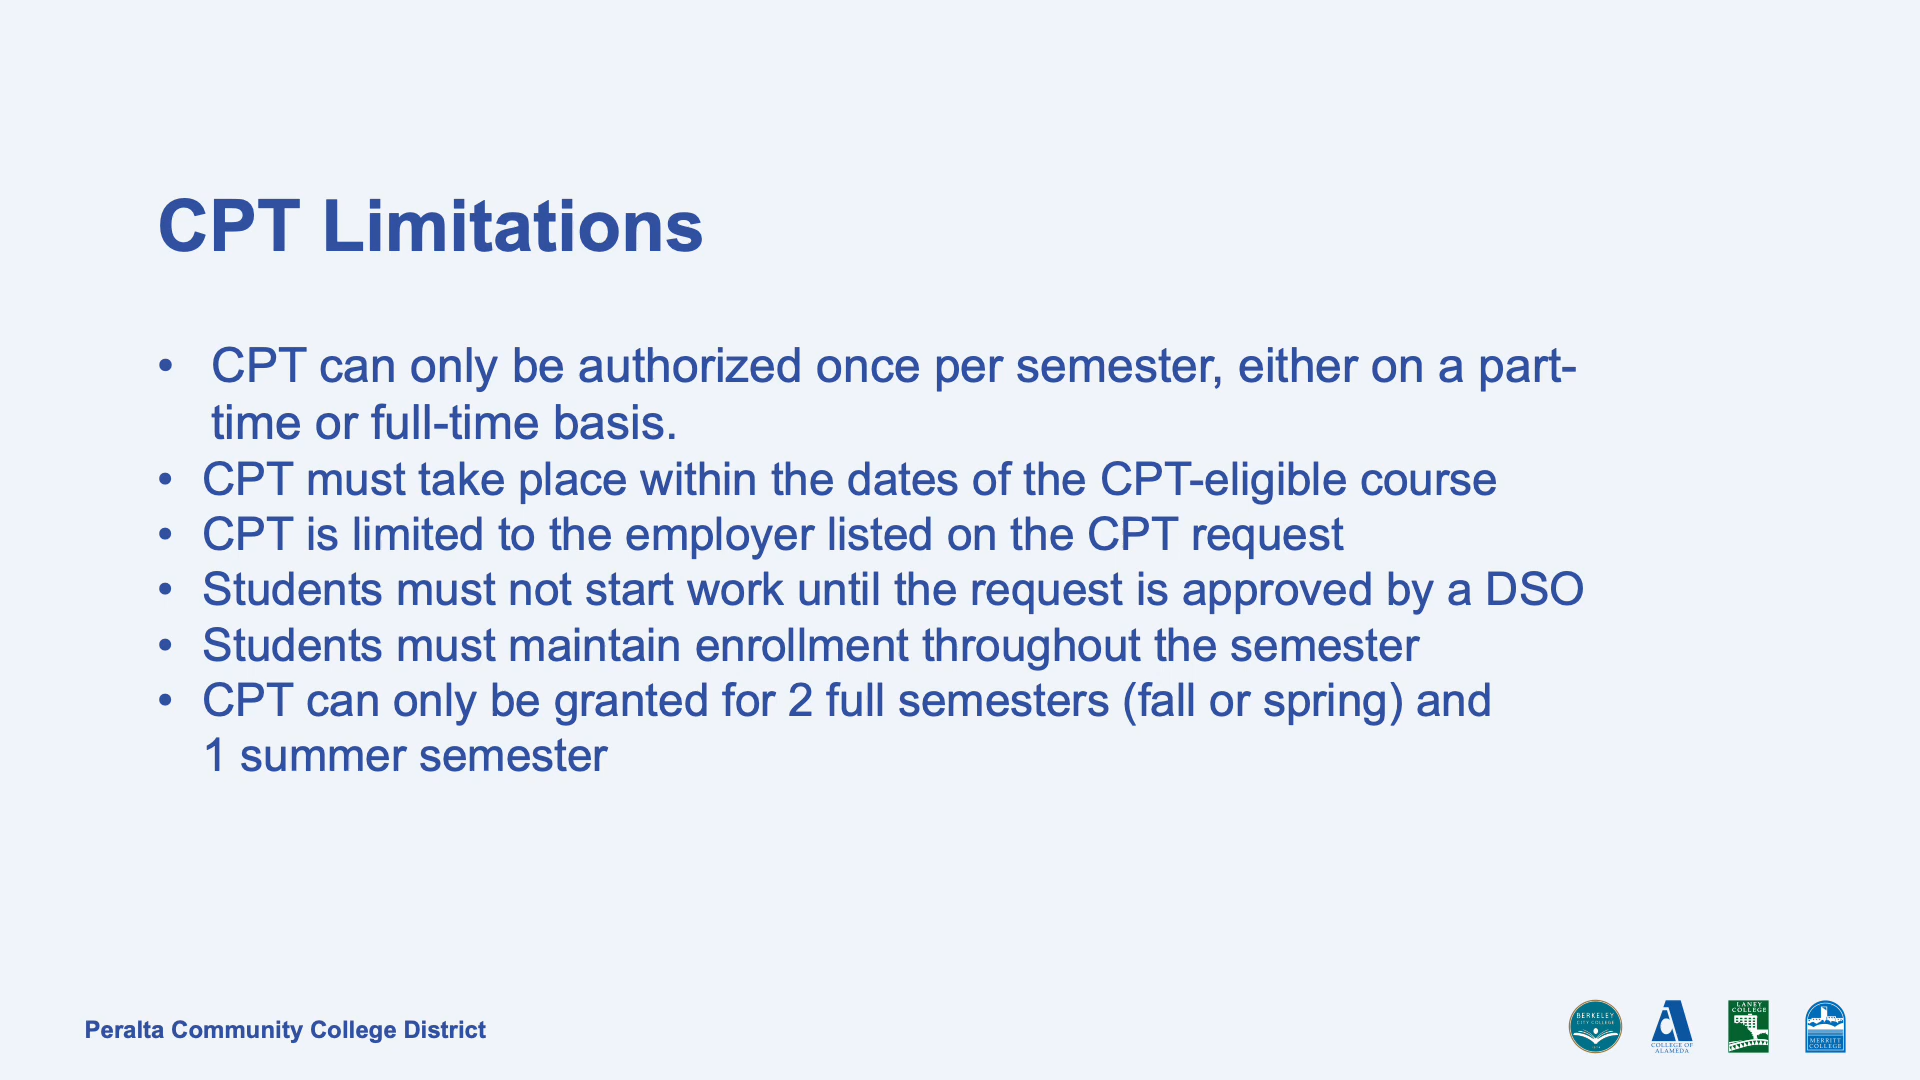 CPT Limitations
• CPT can only be authorized once per semester, either on a part-
time or full-time basis.
• CPT must take place within the dates of the CPT-eligible course
• CPT is limited to the employer listed on the CPT request
• Students must not start work until the request is approved by a DSO
• Students must maintain enrollment throughout the semester
• CPT can only be granted for 2 full semesters (fall or spring) and
1 summer semester
Peralta Community College District
BERKELEY
CITY COLLEGE
COLLEGE OF
ALAMEDA
LANEY
COLLEGE
MERRITT
COLLEGE